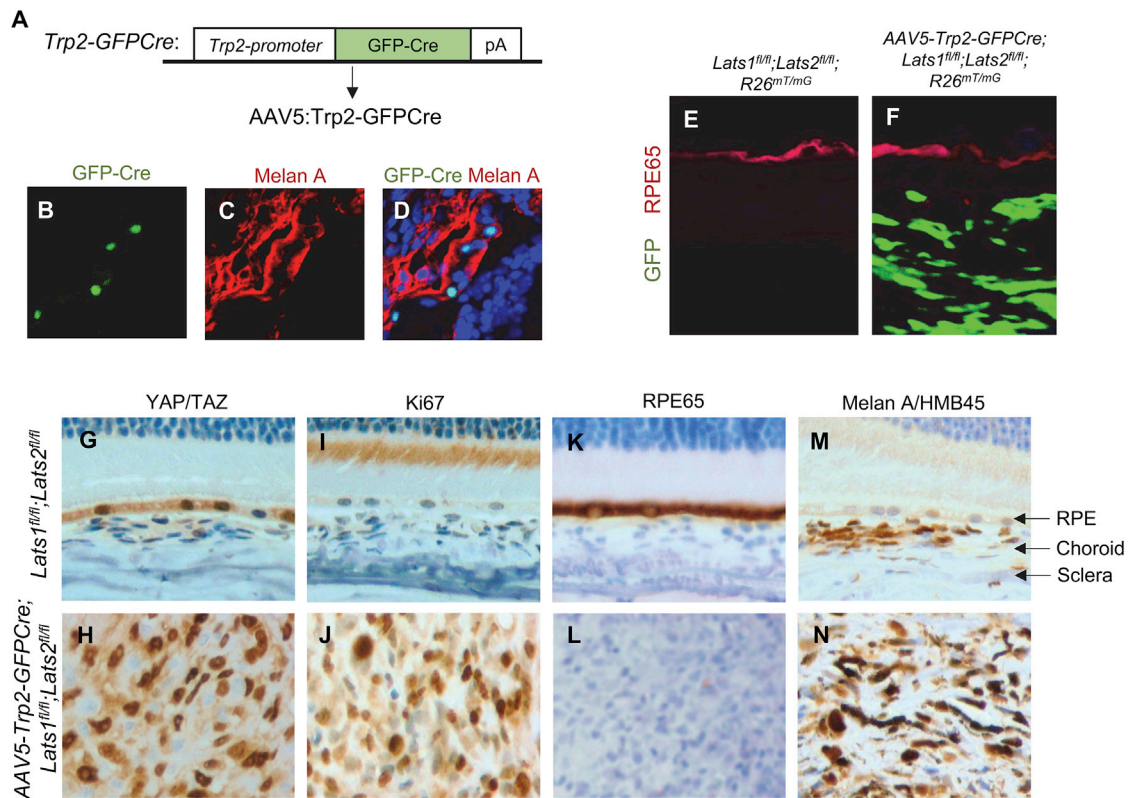 A
Trp2-GFPCre:
Trp2-promoter GFP-Cre pA
AAV5:Trp2-GFPCre
GFP-Cre Melan A GFP-Cre Melan A
B C D
Lats1fl/fl;Lats2fl/fl;
R26mT/mG
AAV5-Trp2-GFPCre;
Lats1fl/fl;Lats2fl/fl;
R26mT/mG
GFP RPE65
E F
YAP/TAZ Ki67 RPE65 Melan A/HMB45
Lats1fl/fl;Lats2fl/fl
G I K M
RPE
Choroid
Sclera
AAV5-Trp2-GFPCre;
Lats1fl/fl;Lats2fl/fl
H J L N